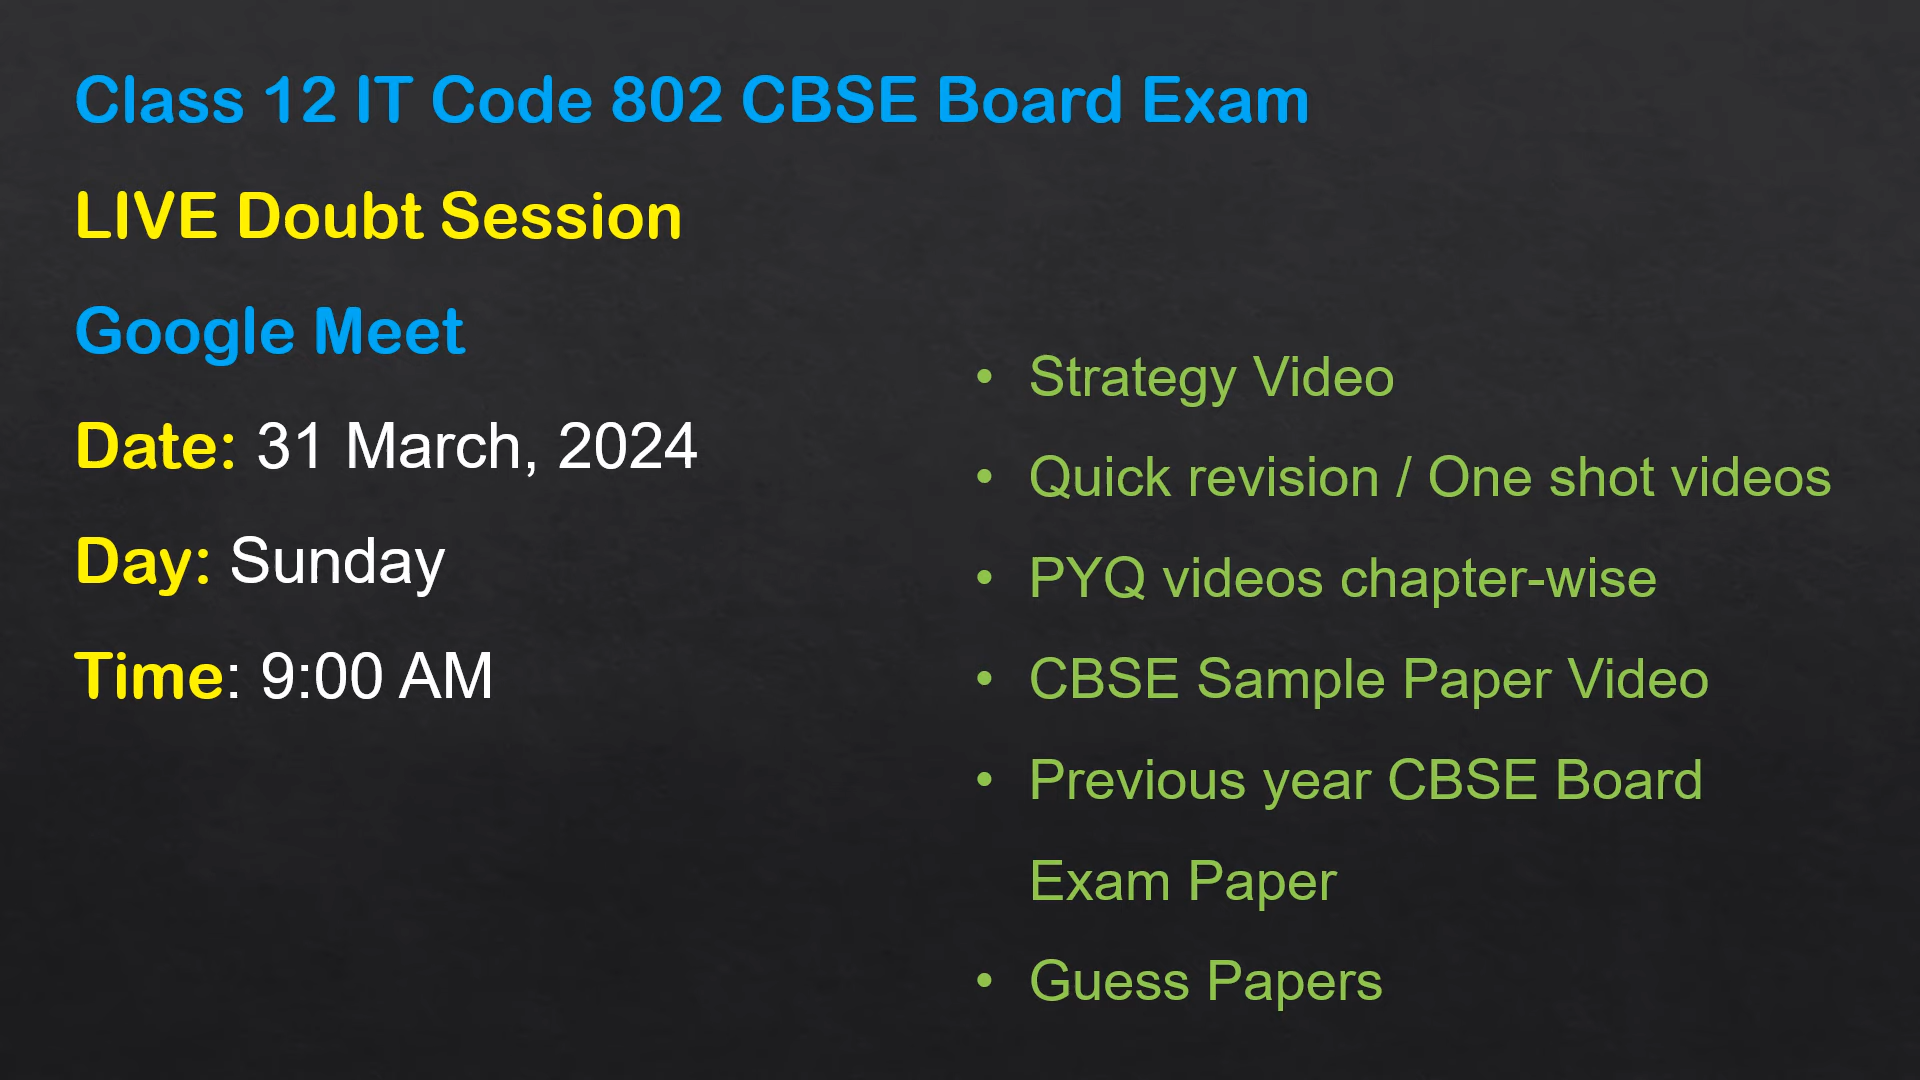 Class 12 IT Code 802 CBSE Board Exam
LIVE Doubt Session
Google Meet
Date: 31 March, 2024
Day: Sunday
Time: 9:00 AM
• Strategy Video
• Quick revision / One shot videos
• PYQ videos chapter-wise
• CBSE Sample Paper Video
• Previous year CBSE Board
Exam Paper
• Guess Papers